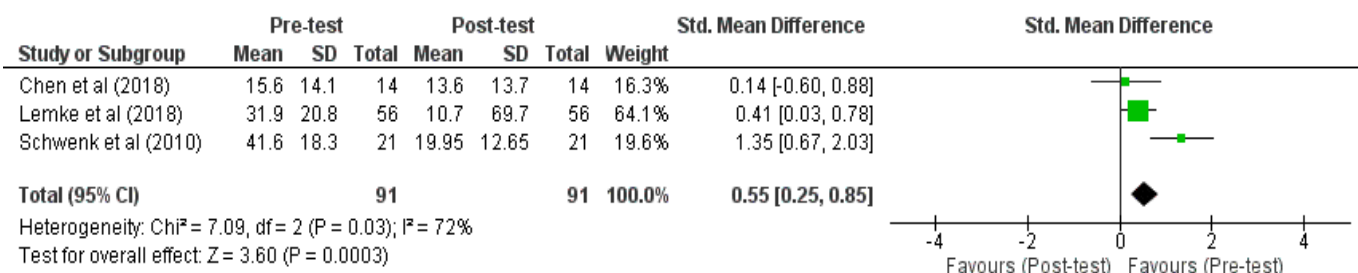 Pre-test Post-test Std. Mean Difference Std. Mean Difference
Study or Subgroup Mean SD Total Mean SD Total Weight
Chen et al (2018) 15.6 14.1 14 13.6 13.7 14 16.3% 0.14 [-0.60, 0.88]
Lemke et al (2018) 31.9 20.8 56 10.7 69.7 56 64.1% 0.41 [0.03, 0.78]
Schwenk et al (2010) 41.6 18.3 21 19.95 12.65 21 19.6% 1.35 [0.67, 2.03]
Total (95% CI) 91 91 100.0% 0.55 [0.25, 0.85]
Heterogeneity: Chi² = 7.09, df = 2 (P = 0.03); I² = 72%
Test for overall effect: Z = 3.60 (P = 0.0003)
-4 -2 0 2 4
Favours (Post-test) Favours (Pre-test)